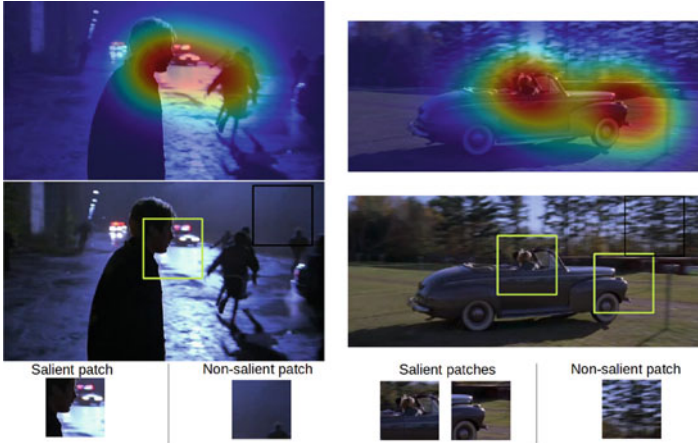 Salient patch
Non-salient patch
Salient patches
Non-salient patch